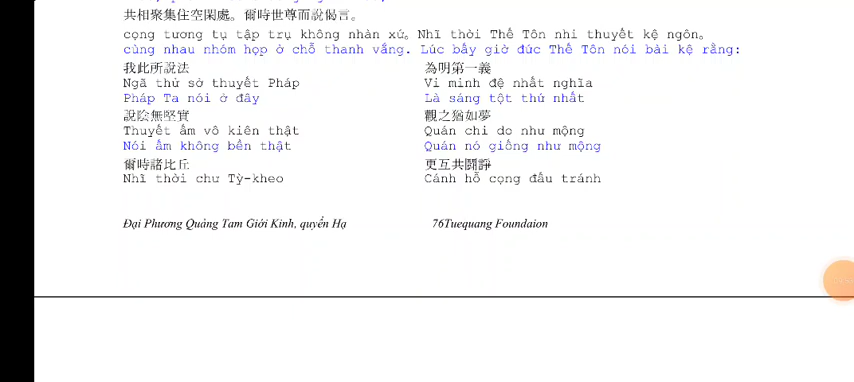 共相聚集住空閑處。爾時世尊而說偈言。
cọng tương tụ tập trụ không nhàn xứ. Nhĩ thời Thế Tôn nhi thuyết kệ ngôn.
cùng nhau nhóm họp ở chỗ thanh vắng. Lúc bấy giờ đức Thế Tôn nói bài kệ rằng:
我此所說法 為明第一義
Ngã thử sở thuyết Pháp Vi minh đệ nhất nghĩa
Pháp Ta nói ở đây Là sáng tột thứ nhất
說陰無堅實 觀之猶如夢
Thuyết ấm vô kiên thật Quán chi do như mộng
Nói ấm không bền thật Quán nó giống như mộng
爾時諸比丘 更互共鬪諍
Nhĩ thời chư Tỳ-kheo Cánh hỗ cọng đấu tránh
Đại Phương Quảng Tam Giới Kinh, quyển Hạ 76Tuequang Foundaion